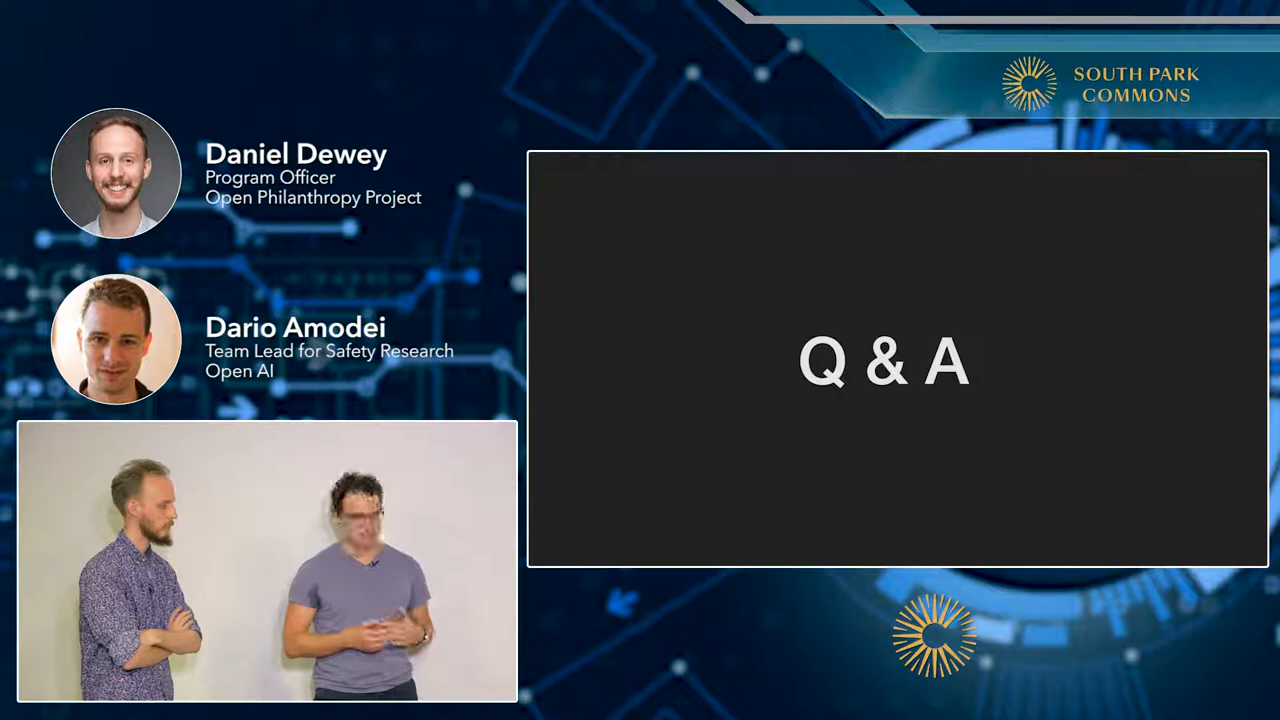 SOUTH PARK
COMMONS
Daniel Dewey
Program Officer
Open Philanthropy Project
Dario Amodei
Team Lead for Safety Research
Open AI
Q & A